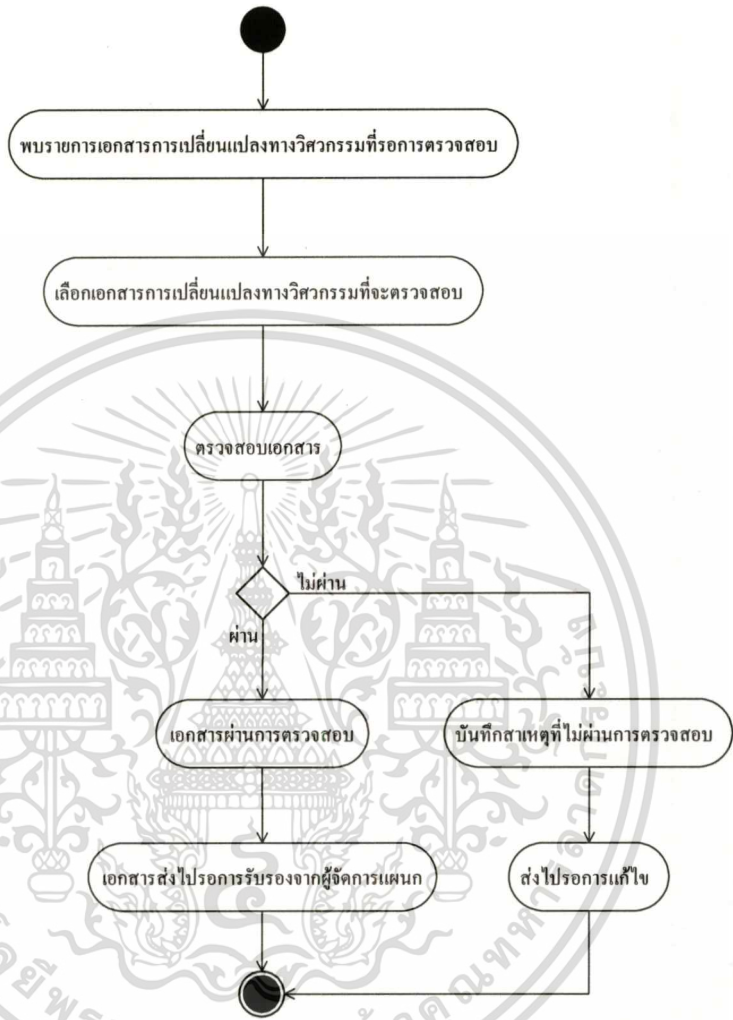 พบรายการเอกสารการเปลี่ยนแปลงทางวิศวกรรมที่รอการตรวจสอบ
เลือกเอกสารการเปลี่ยนแปลงทางวิศวกรรมที่จะตรวจสอบ
ตรวจสอบเอกสาร
ไม่ผ่าน
ผ่าน
เอกสารผ่านการตรวจสอบ
บันทึกสาเหตุที่ไม่ผ่านการตรวจสอบ
เอกสารส่งไปรอการรับรองจากผู้จัดการแผนก
ส่งไปรอการแก้ไข